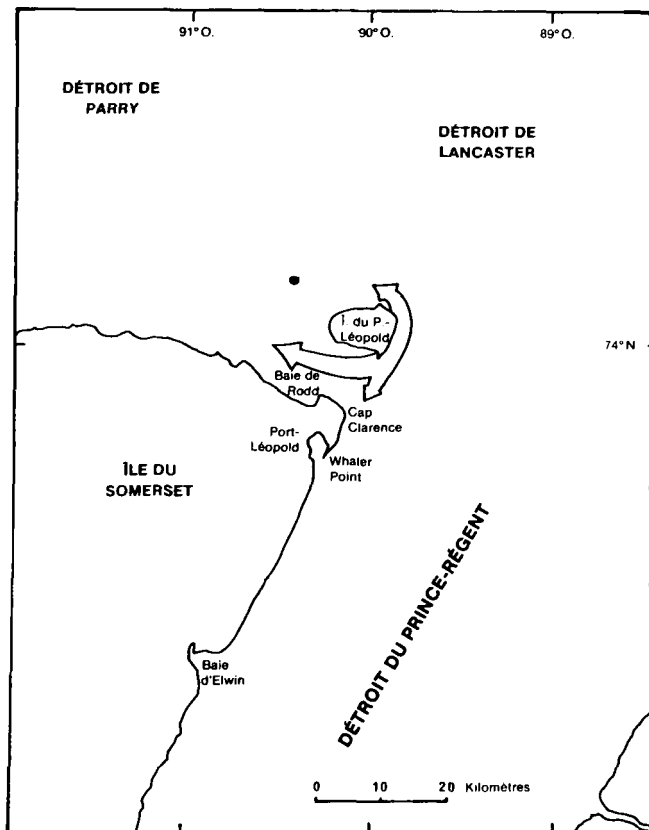 91°O.
90°O.
89°O.
DÉTROIT DE
PARRY
DÉTROIT DE
LANCASTER
Î. du P.-
Léopold
74°N
Baie de
Rodd
Cap
Clarence
Port-
Léopold
Whaler
Point
ÎLE DU
SOMERSET
DÉTROIT DU PRINCE-RÉGENT
Baie
d'Elwin
0 10 20 Kilomètres